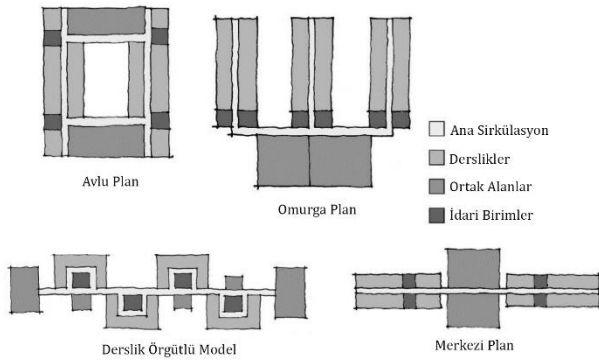 Avlu Plan
Omurga Plan
Ana Sirkülasyon
Derslikler
Ortak Alanlar
İdari Birimler
Derslik Örgütlü Model
Merkezi Plan